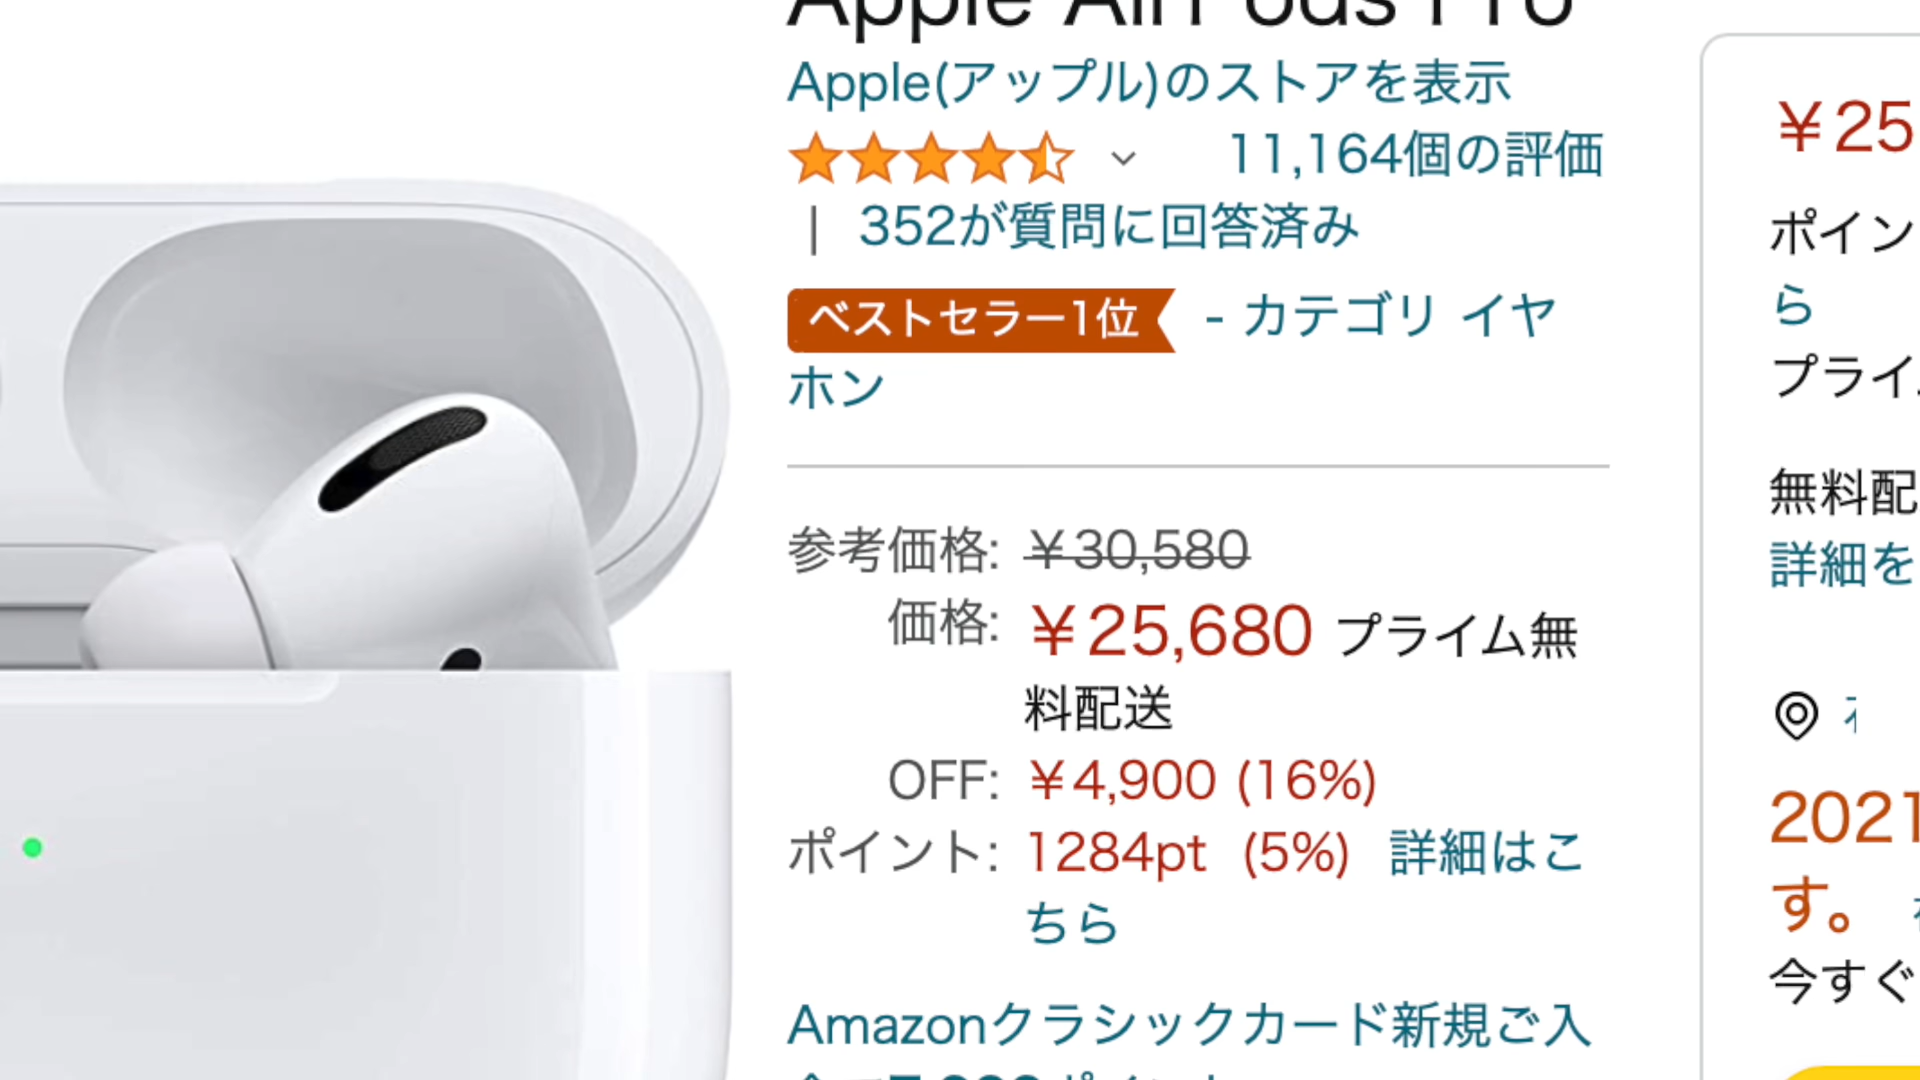 Apple AirPods Pro
Apple(アップル)のストアを表示
11,164個の評価
| 352が質問に回答済み
ベストセラー1位 - カテゴリ イヤ
ホン
参考価格: ￥30,580
価格: ￥25,680 プライム無
料配送
OFF: ￥4,900 (16%)
ポイント: 1284pt (5%) 詳細はこ
ちら
Amazonクラシックカード新規ご入
￥25
ポイン
ら
プライ
無料配
詳細を
2021
す。
今すぐ